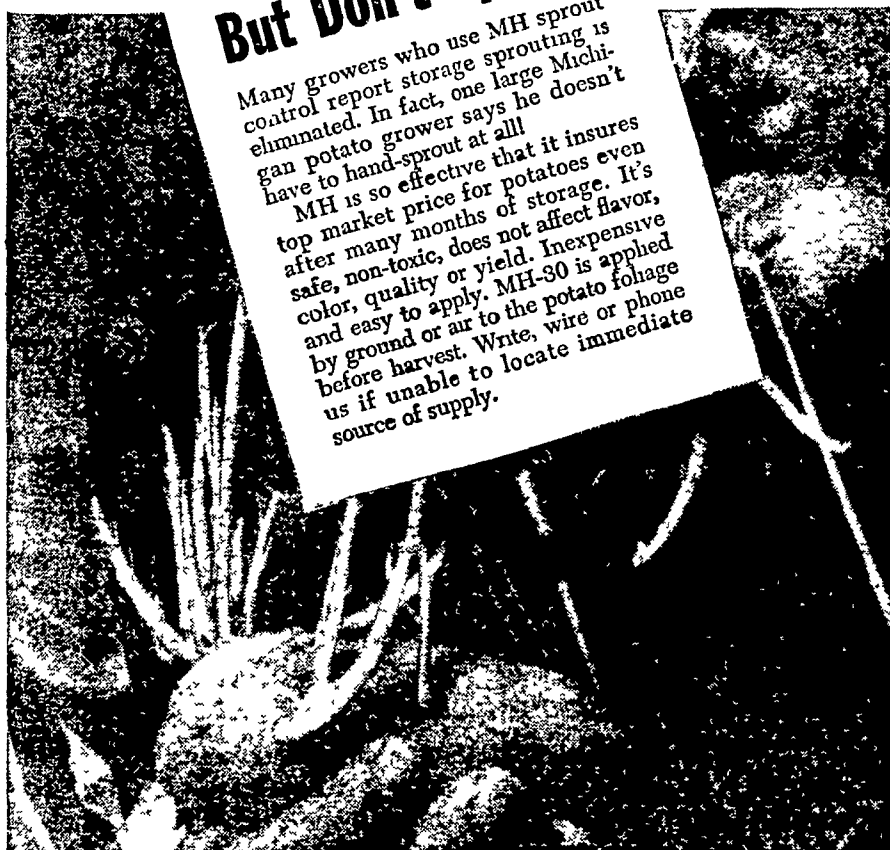 But Don't
Many growers who use MH sprout
control report storage sprouting is
eliminated. In fact, one large Michi-
gan potato grower says he doesn't
have to hand-sprout at all!
MH is so effective that it insures
top market price for potatoes even
after many months of storage. It's
safe, non-toxic, does not affect flavor,
color, quality or yield. Inexpensive
and easy to apply. MH-30 is applied
by ground or air to the potato foliage
before harvest. Write, wire or phone
us if unable to locate immediate
source of supply.